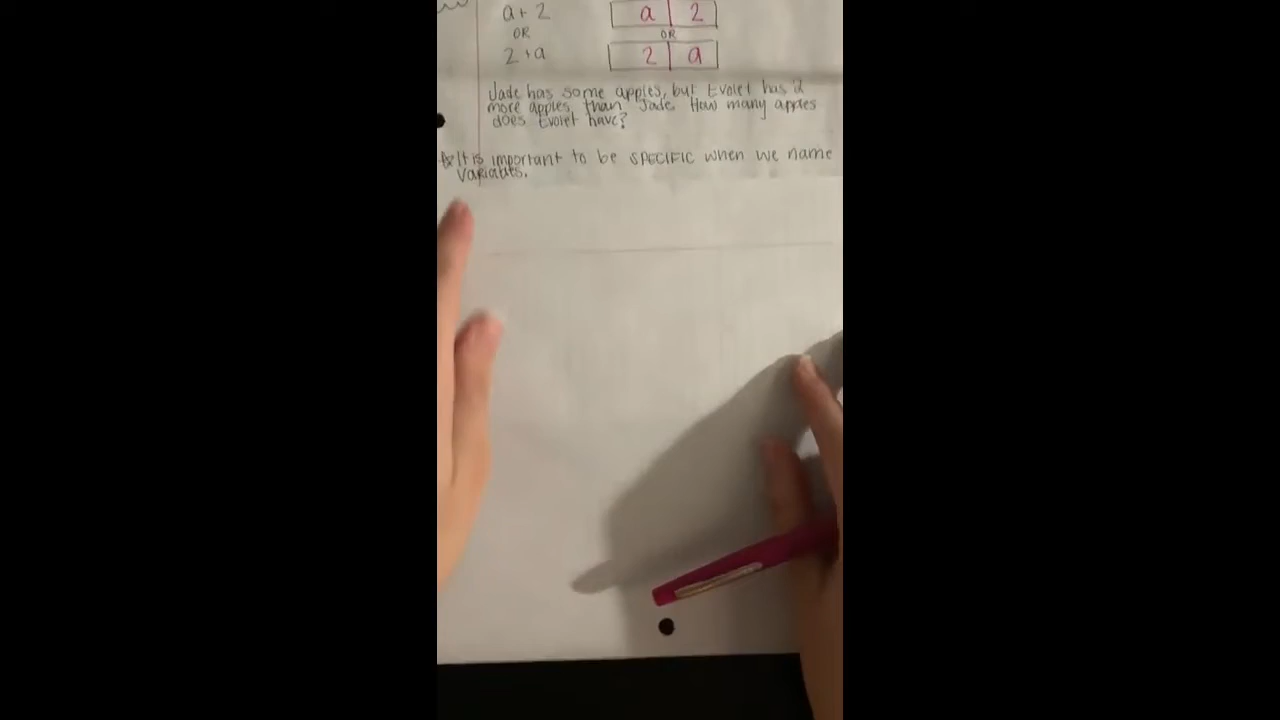 a + 2
a 2
OR
OR
2 + a
2 a
Jade has some apples, but Evolet has 2
more apples than Jade. How many apples
does Evolet have?
It is important to be SPECIFIC when we name
variables.